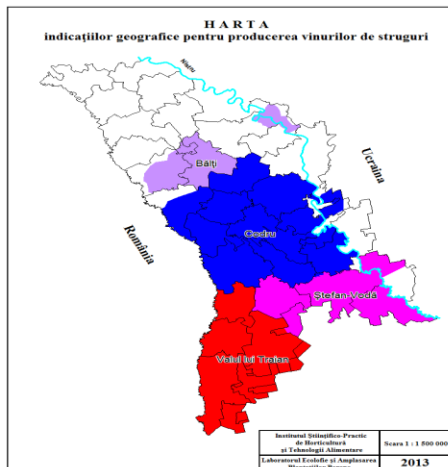 HARTA
indicațiilor geografice pentru producerea vinurilor de struguri
Nistru
Bălți
Ucraina
Codru
România
Ștefan-Vodă
Valul lui Traian
Institutul Științifico-Practic
de Horticultură
și Tehnologii Alimentare
Scara 1 : 1 500 000
Laboratorul Ecologie și Amplasarea
2013